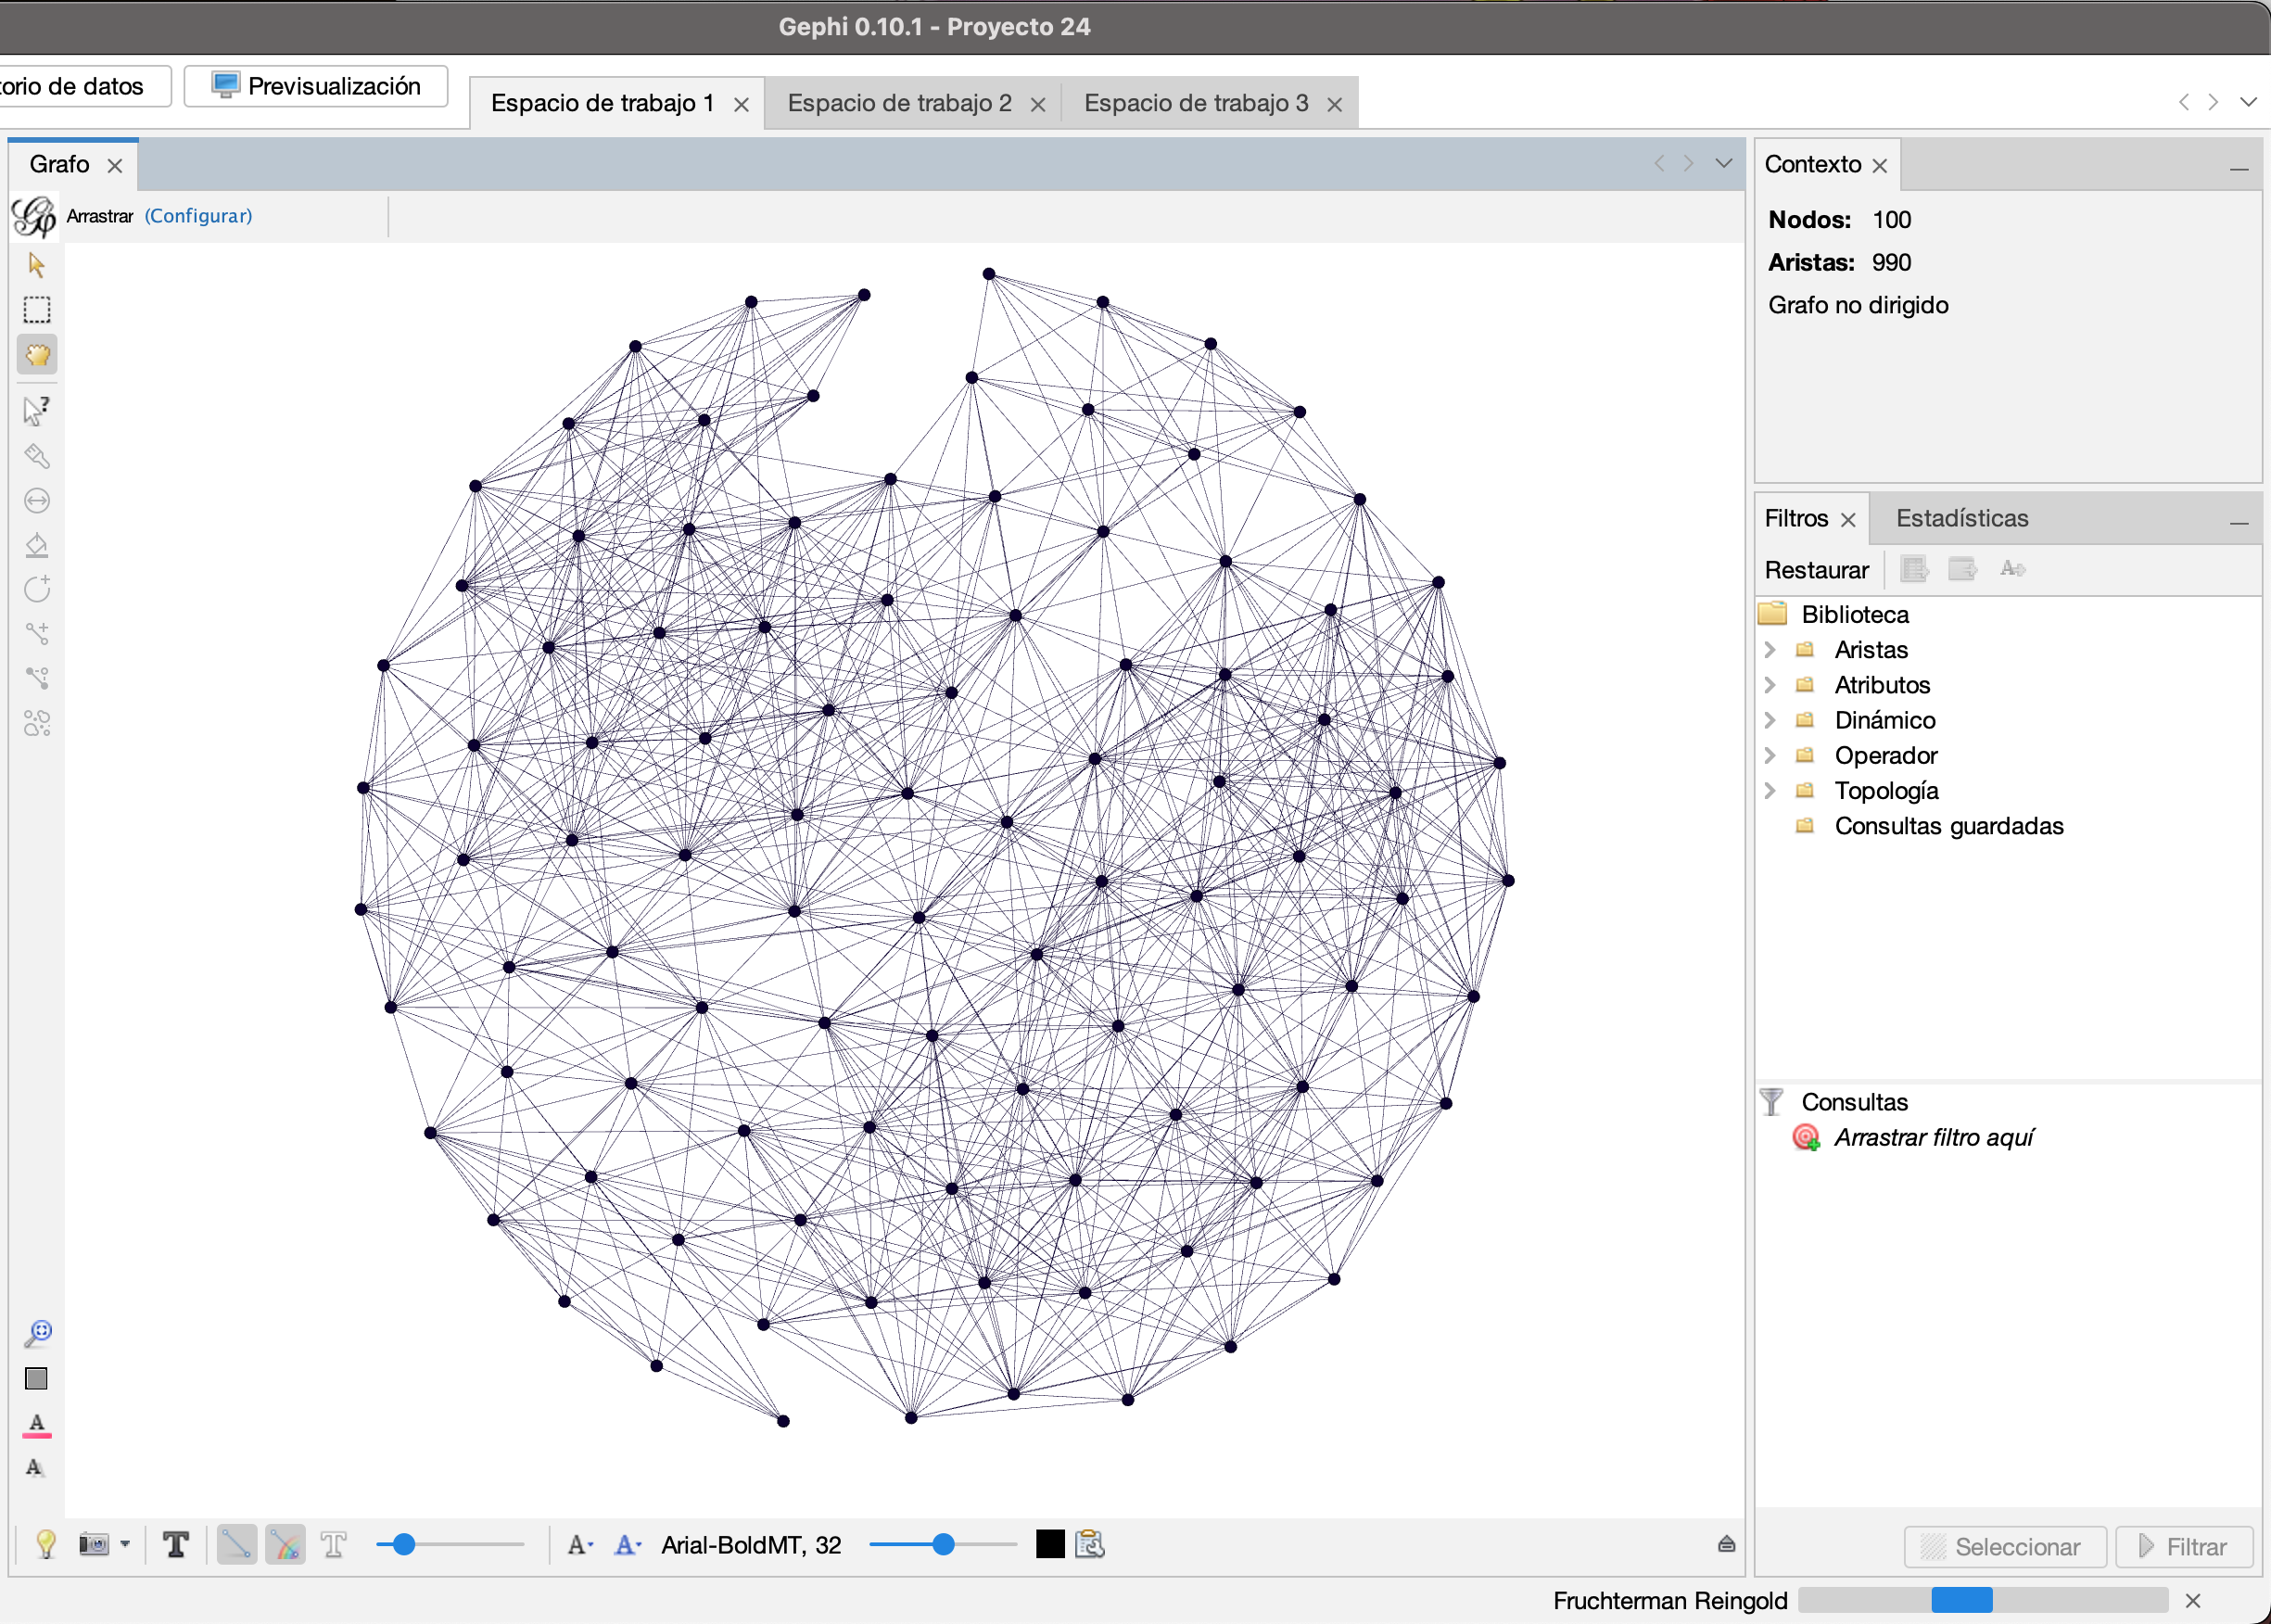 Gephi 0.10.1 - Proyecto 24
orio de datos
Previsualización
Espacio de trabajo 1
Espacio de trabajo 2
Espacio de trabajo 3
Grafo
Arrastrar (Configurar)
Contexto
Nodos: 100
Aristas: 990
Grafo no dirigido
Filtros
Estadísticas
Restaurar
Biblioteca
Aristas
Atributos
Dinámico
Operador
Topología
Consultas guardadas
Consultas
Arrastrar filtro aquí
Arial-BoldMT, 32
Seleccionar
Filtrar
Fruchterman Reingold